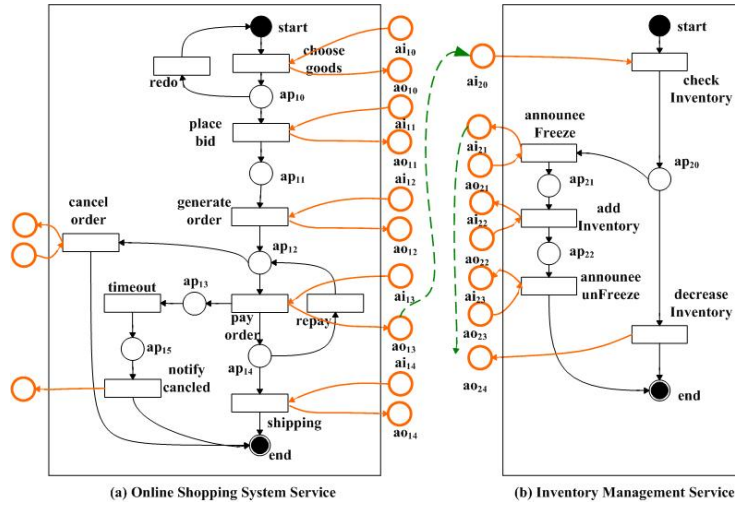 start
choose
goods
redo
ai10
ao10
ap10
place
bid
ai11
ao11
ap11
ai12
generate
order
cancel
order
ao12
ap12
ap13
timeout
pay
order
repay
ai13
ao13
ap15
ap14
ai14
notify
cancled
shipping
ao14
end
(a) Online Shopping System Service
start
ai20
check
Inventory
announee
Freeze
ai21
ap20
ao21
ap21
ai22
add
Inventory
ao22
ap22
ai23
announee
unFreeze
ao23
decrease
Inventory
ao24
end
(b) Inventory Management Service